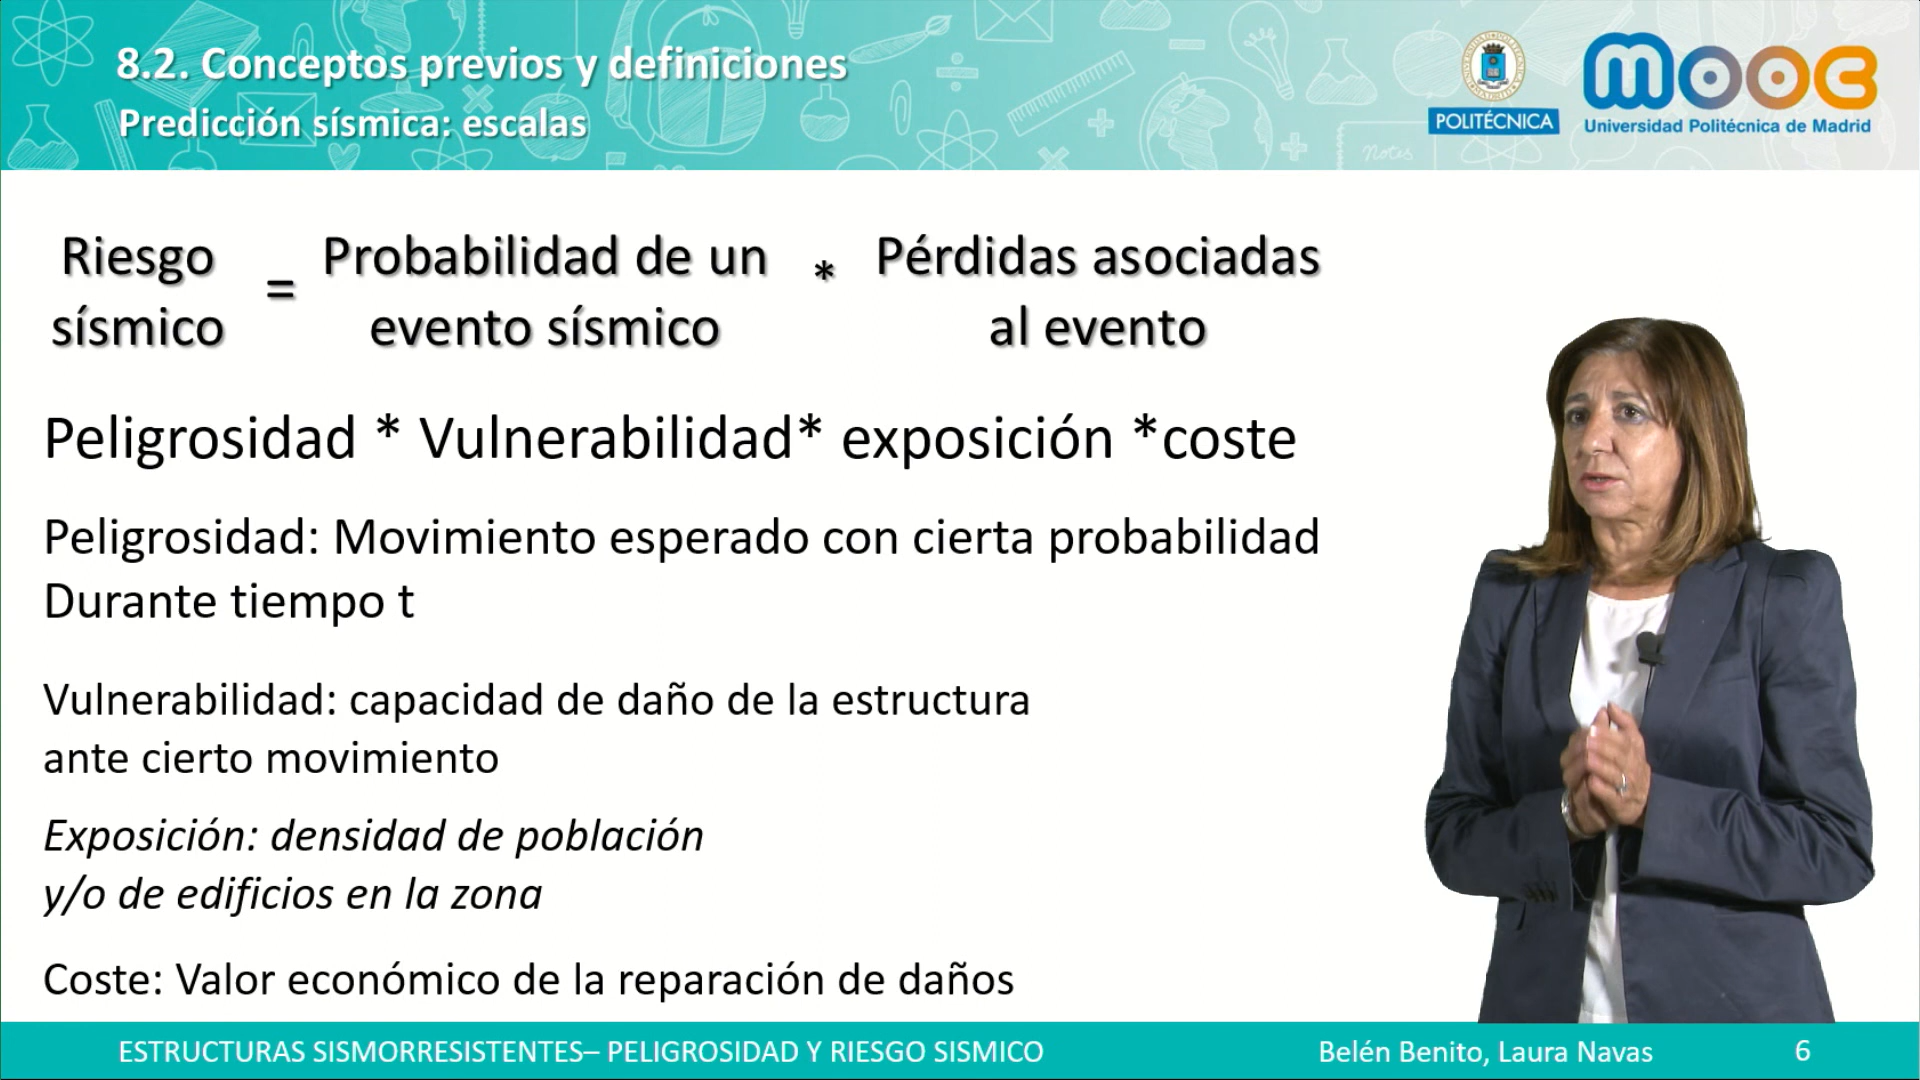 8.2. Conceptos previos y definiciones
Predicción sísmica: escalas
POLITÉCNICA
mooc
Universidad Politécnica de Madrid
notes
Riesgo
sísmico
=
Probabilidad de un
evento sísmico
*
Pérdidas asociadas
al evento
Peligrosidad * Vulnerabilidad* exposición *coste
Peligrosidad: Movimiento esperado con cierta probabilidad
Durante tiempo t
Vulnerabilidad: capacidad de daño de la estructura
ante cierto movimiento
Exposición: densidad de población
y/o de edificios en la zona
Coste: Valor económico de la reparación de daños
ESTRUCTURAS SISMORRESISTENTES– PELIGROSIDAD Y RIESGO SISMICO
Belén Benito, Laura Navas
6